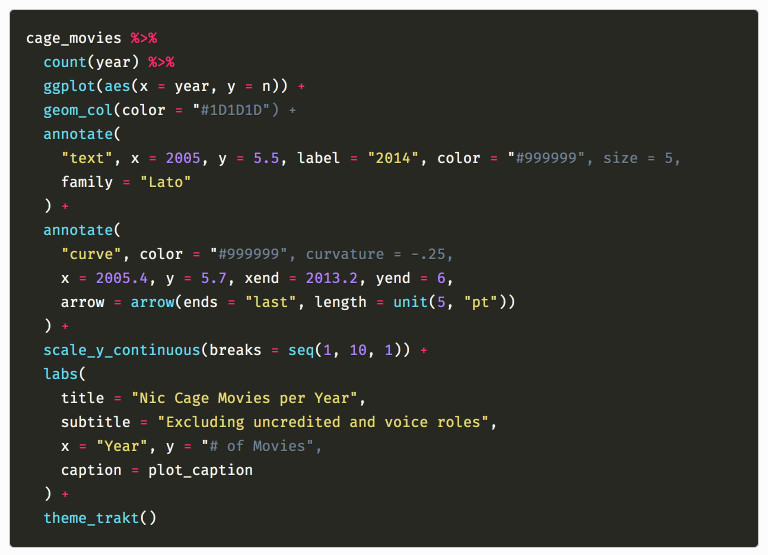 cage_movies %>%
  count(year) %>%
  ggplot(aes(x = year, y = n)) +
  geom_col(color = "#1D1D1D") +
  annotate(
    "text", x = 2005, y = 5.5, label = "2014", color = "#999999", size = 5,
    family = "Lato"
  ) +
  annotate(
    "curve", color = "#999999", curvature = -.25,
    x = 2005.4, y = 5.7, xend = 2013.2, yend = 6,
    arrow = arrow(ends = "last", length = unit(5, "pt"))
  ) +
  scale_y_continuous(breaks = seq(1, 10, 1)) +
  labs(
    title = "Nic Cage Movies per Year",
    subtitle = "Excluding uncredited and voice roles",
    x = "Year", y = "# of Movies",
    caption = plot_caption
  ) +
  theme_trakt()